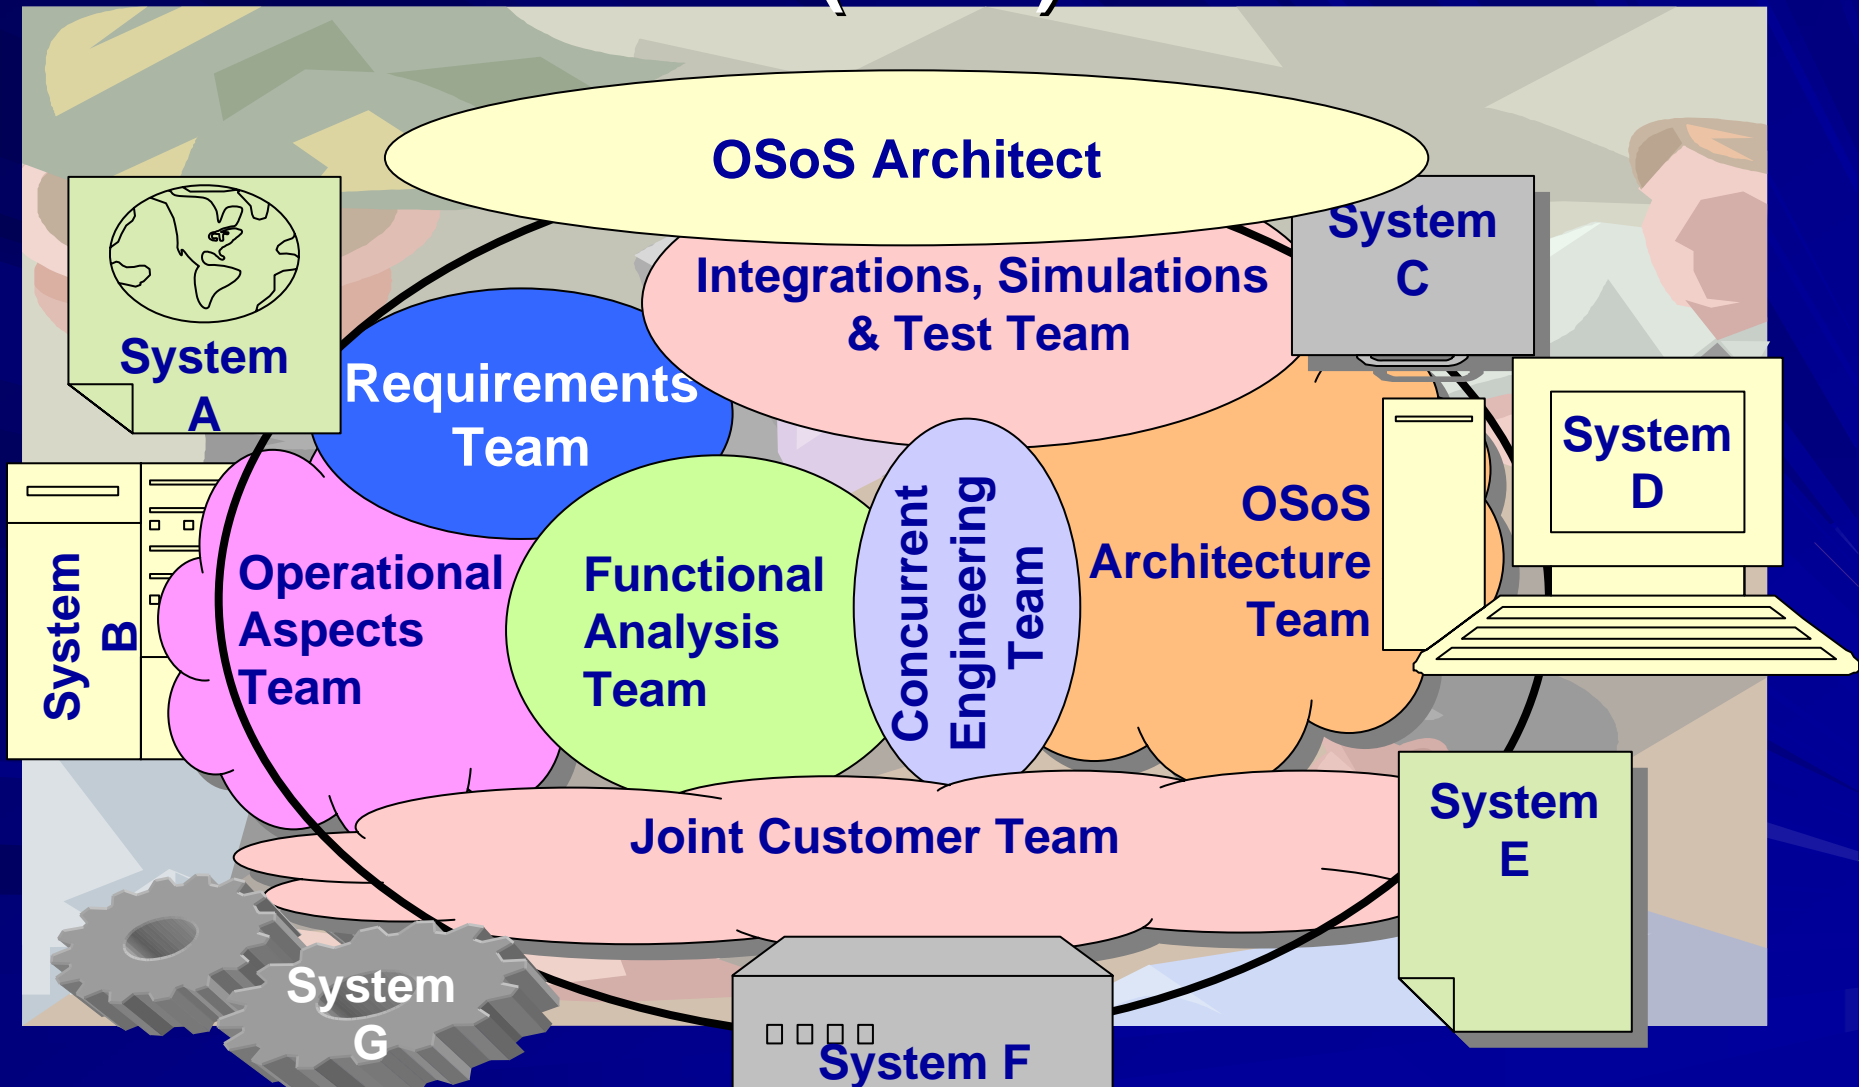 OSoS Architect
System
C
Integrations, Simulations
& Test Team
System
A
Requirements
Team
System
D
OSoS
Architecture
Team
Concurrent
Engineering
Team
Functional
Analysis
Team
Operational
Aspects
Team
System
B
System
E
Joint Customer Team
System
G
System F